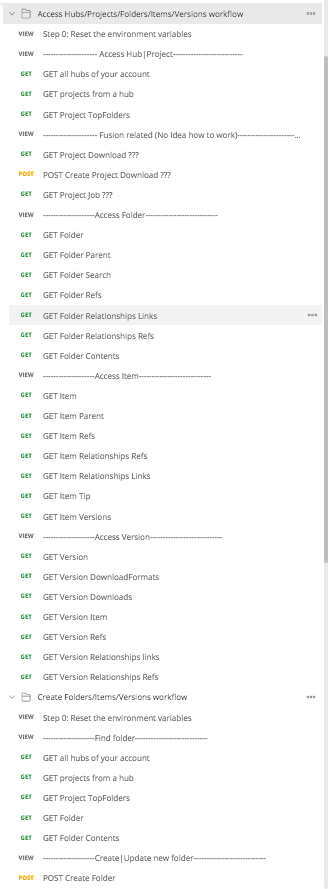 Access Hubs/Projects/Folders/Items/Versions workflow
VIEW Step 0: Reset the environment variables
VIEW --------------------- Access Hub|Project---------------------------
GET GET all hubs of your account
GET GET projects from a hub
GET GET Project TopFolders
VIEW --------------------- Fusion related (No Idea how to work)----------------------...
GET GET Project Download ???
POST POST Create Project Download ???
GET GET Project Job ???
VIEW --------------------Access Folder----------------------------
GET GET Folder
GET GET Folder Parent
GET GET Folder Search
GET GET Folder Refs
GET GET Folder Relationships Links
GET GET Folder Relationships Refs
GET GET Folder Contents
VIEW --------------------Access Item----------------------------
GET GET Item
GET GET Item Parent
GET GET Item Refs
GET GET Item Relationships Refs
GET GET Item Relationships Links
GET GET Item Tip
GET GET Item Versions
VIEW --------------------Access Version----------------------------
GET GET Version
GET GET Version DownloadFormats
GET GET Version Downloads
GET GET Version Item
GET GET Version Refs
GET GET Version Relationships links
GET GET Version Relationships Refs
Create Folders/Items/Versions workflow
VIEW Step 0: Reset the environment variables
VIEW --------------------Find folder----------------------------
GET GET all hubs of your account
GET GET projects from a hub
GET GET Project TopFolders
GET GET Folder
GET GET Folder Contents
VIEW --------------------Create|Update new folder----------------------------
POST POST Create Folder